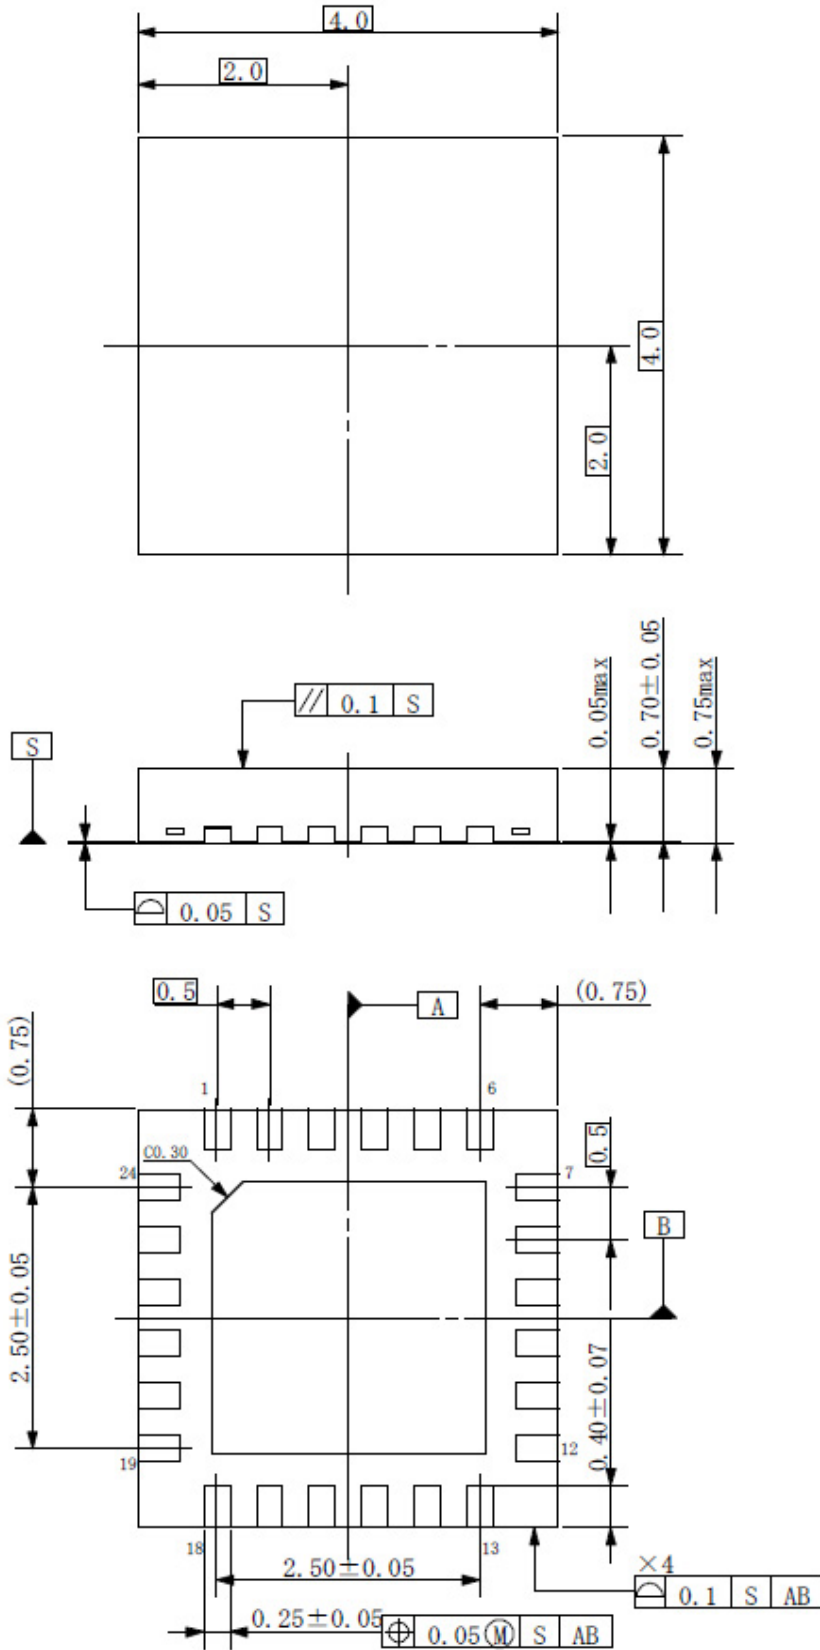 4.0
2.0
4.0
2.0
// 0.1 S
S
0.05max
0.70±0.05
0.75max
0.05 S
0.5
A
(0.75)
(0.75)
1
6
C0.30
24
7
0.5
B
2.50±0.05
0.40±0.07
19
12
18
13
2.50±0.05
×4
0.1 S AB
0.25±0.05
0.05 Ⓜ S AB